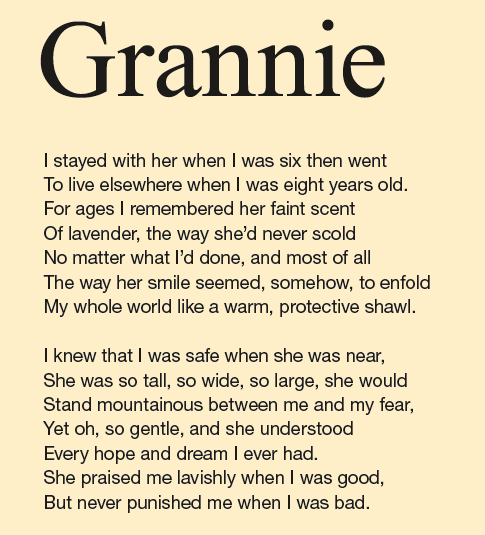 Grannie
I stayed with her when I was six then went
To live elsewhere when I was eight years old.
For ages I remembered her faint scent
Of lavender, the way she’d never scold
No matter what I’d done, and most of all
The way her smile seemed, somehow, to enfold
My whole world like a warm, protective shawl.
I knew that I was safe when she was near,
She was so tall, so wide, so large, she would
Stand mountainous between me and my fear,
Yet oh, so gentle, and she understood
Every hope and dream I ever had.
She praised me lavishly when I was good,
But never punished me when I was bad.